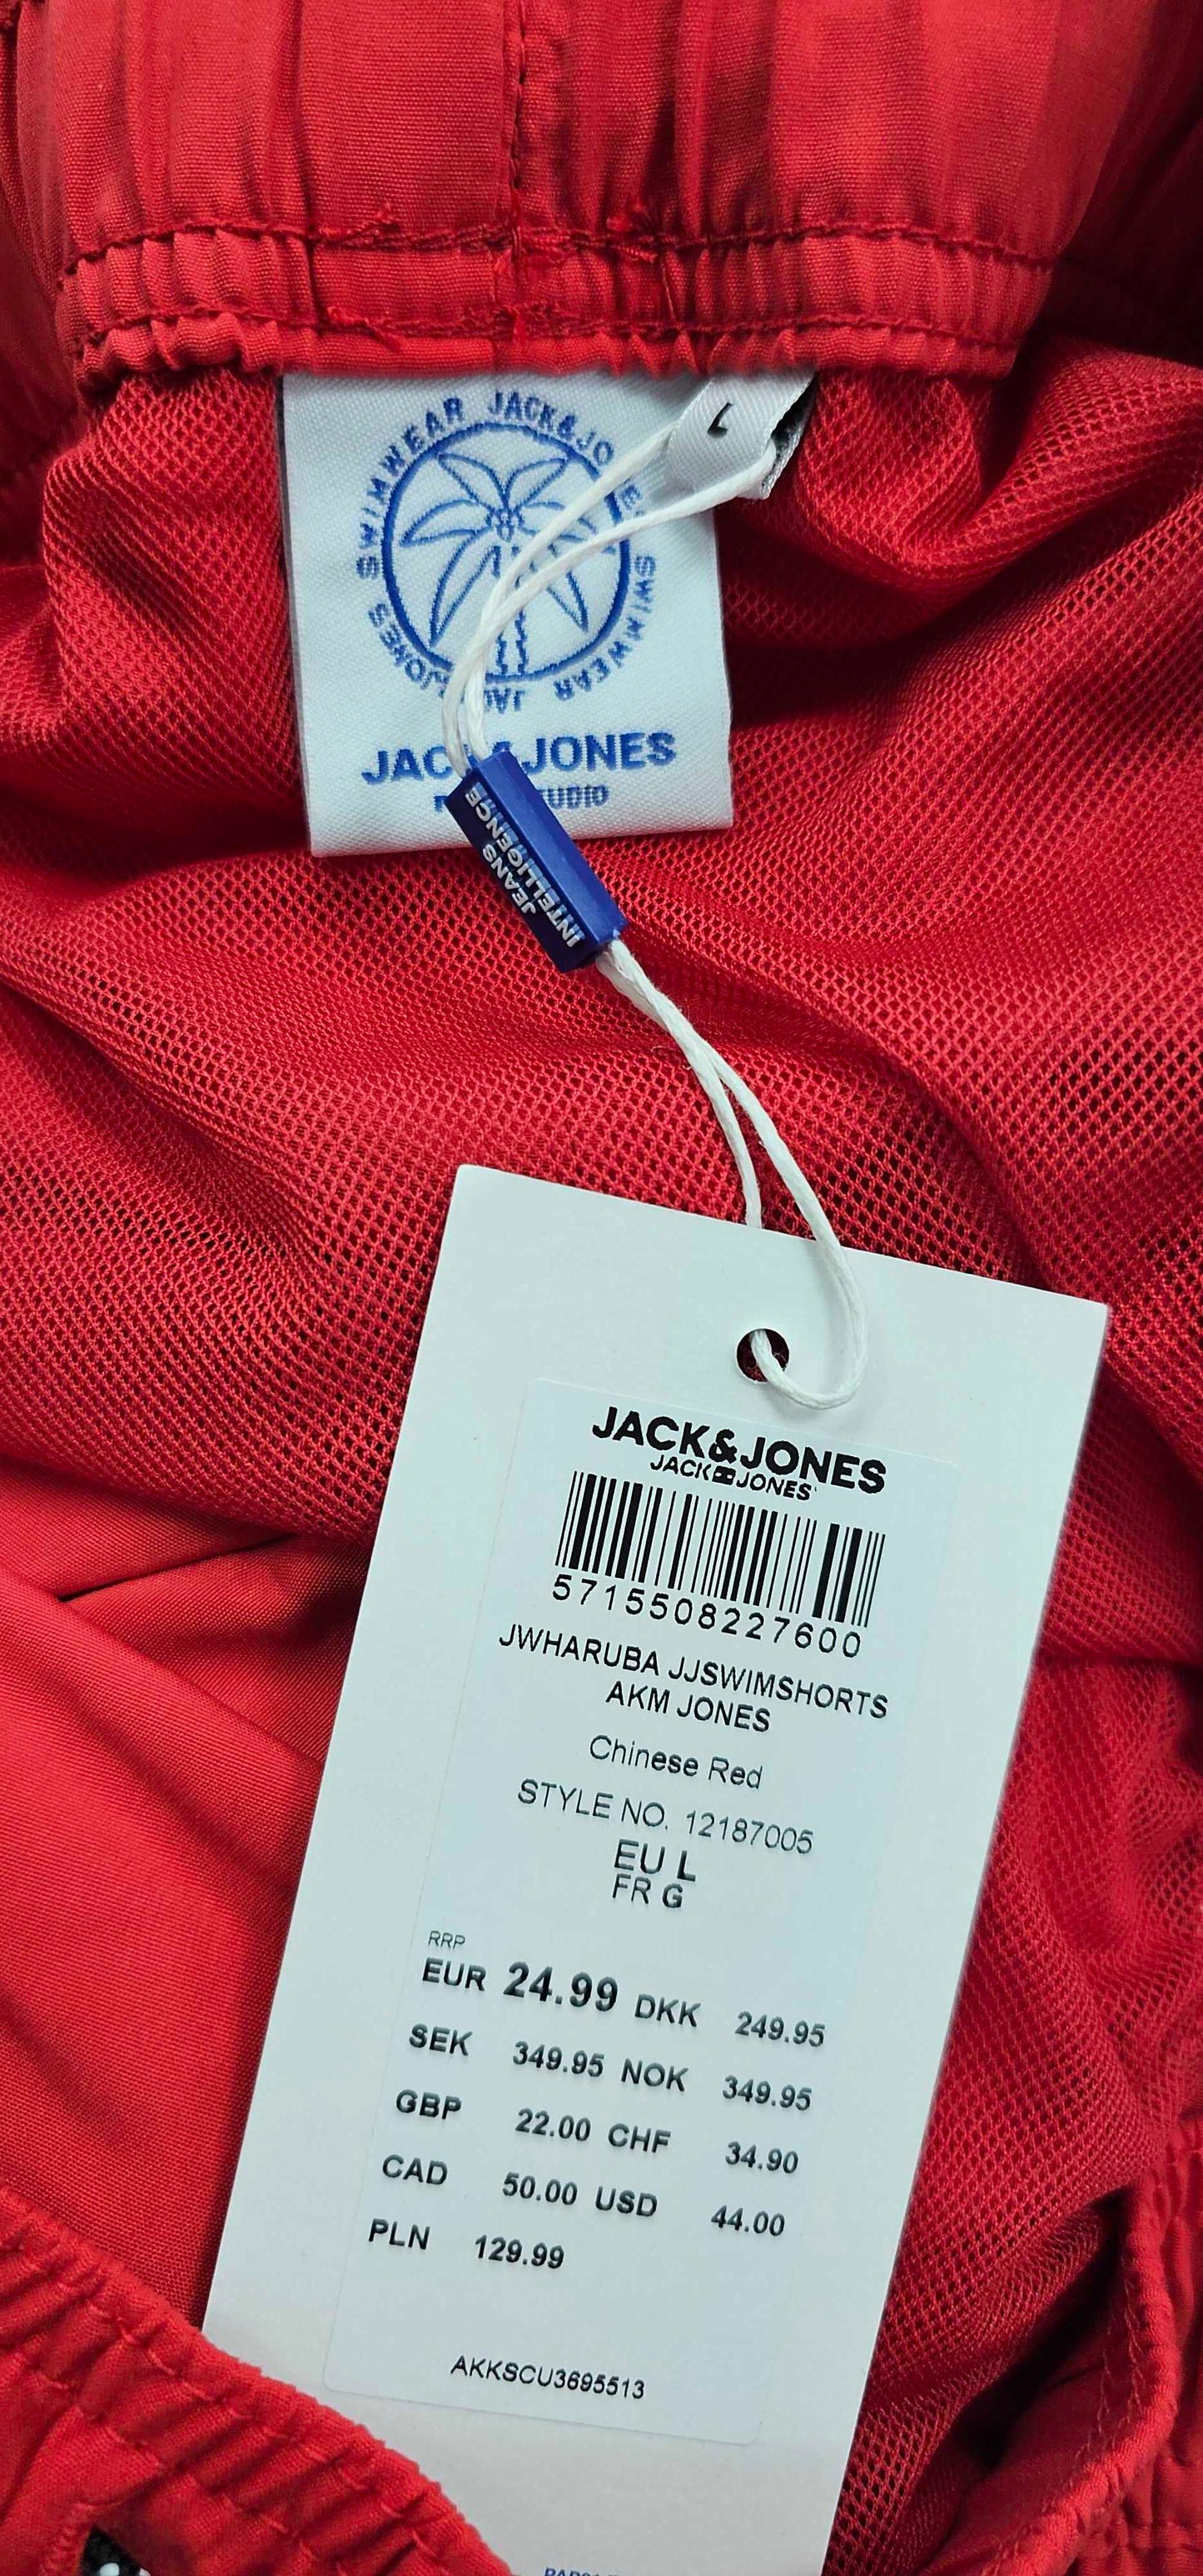 SWIMWEAR JACK&JO
SWIMWEAR
JONES
L
JONES
JEANS
INTELLIGENCE
JACK&JONES
JACK JONES
5715508227600
JWHARUBA JJSWIMSHORTS
AKM JONES
Chinese Red
STYLE NO. 12187005
EU L
FR G
RRP
EUR 24.99 DKK 249.95
SEK 349.95 NOK 349.95
GBP 22.00 CHF 34.90
CAD 50.00 USD 44.00
PLN 129.99
AKKSCU3695513